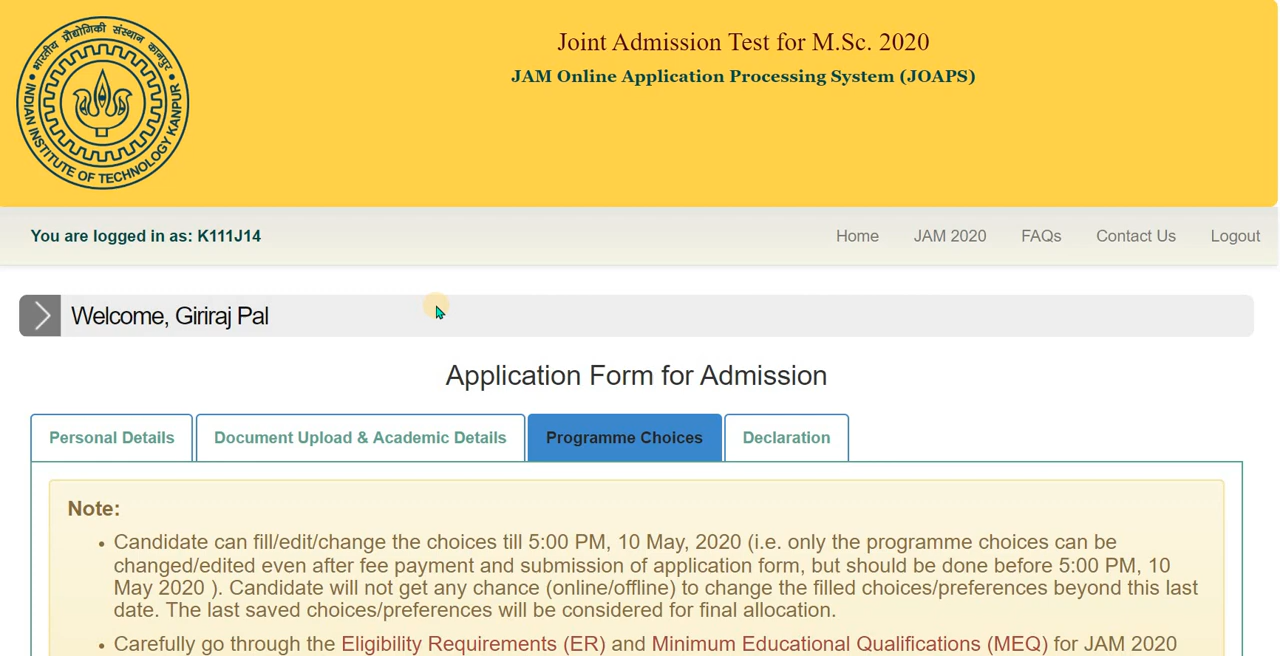 भारतीय प्रौद्योगिकी संस्थान कानपुर
INDIAN INSTITUTE OF TECHNOLOGY KANPUR
Joint Admission Test for M.Sc. 2020
JAM Online Application Processing System (JOAPS)
You are logged in as: K111J14 Home JAM 2020 FAQs Contact Us Logout
Welcome, Giriraj Pal
Application Form for Admission
Personal Details Document Upload & Academic Details Programme Choices Declaration
Note:
• Candidate can fill/edit/change the choices till 5:00 PM, 10 May, 2020 (i.e. only the programme choices can be
changed/edited even after fee payment and submission of application form, but should be done before 5:00 PM, 10
May 2020 ). Candidate will not get any chance (online/offline) to change the filled choices/preferences beyond this last
date. The last saved choices/preferences will be considered for final allocation.
• Carefully go through the Eligibility Requirements (ER) and Minimum Educational Qualifications (MEQ) for JAM 2020